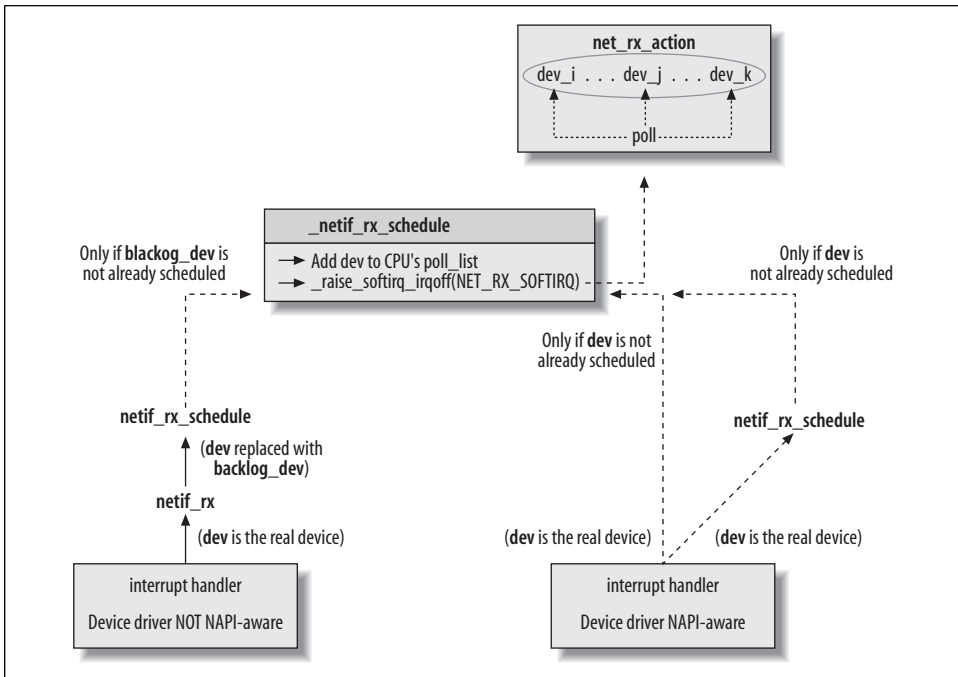 net_rx_action
dev_i . . . dev_j . . . dev_k
poll
_netif_rx_schedule
Add dev to CPU's poll_list
_raise_softirq_irqoff(NET_RX_SOFTIRQ)
Only if blackog_dev is
not already scheduled
Only if dev is
not already scheduled
Only if dev is not
already scheduled
netif_rx_schedule
(dev replaced with
backlog_dev)
netif_rx
(dev is the real device)
interrupt handler
Device driver NOT NAPI-aware
netif_rx_schedule
(dev is the real device)
(dev is the real device)
interrupt handler
Device driver NAPI-aware